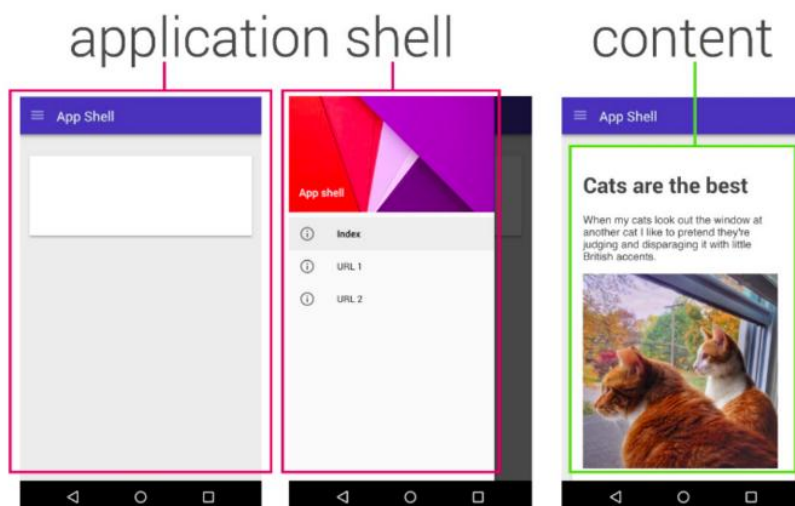 application shell
content
App Shell
App shell
Index
URL 1
URL 2
App Shell
Cats are the best
When my cats look out the window at
another cat I like to pretend they're
judging and disparaging it with little
British accents.